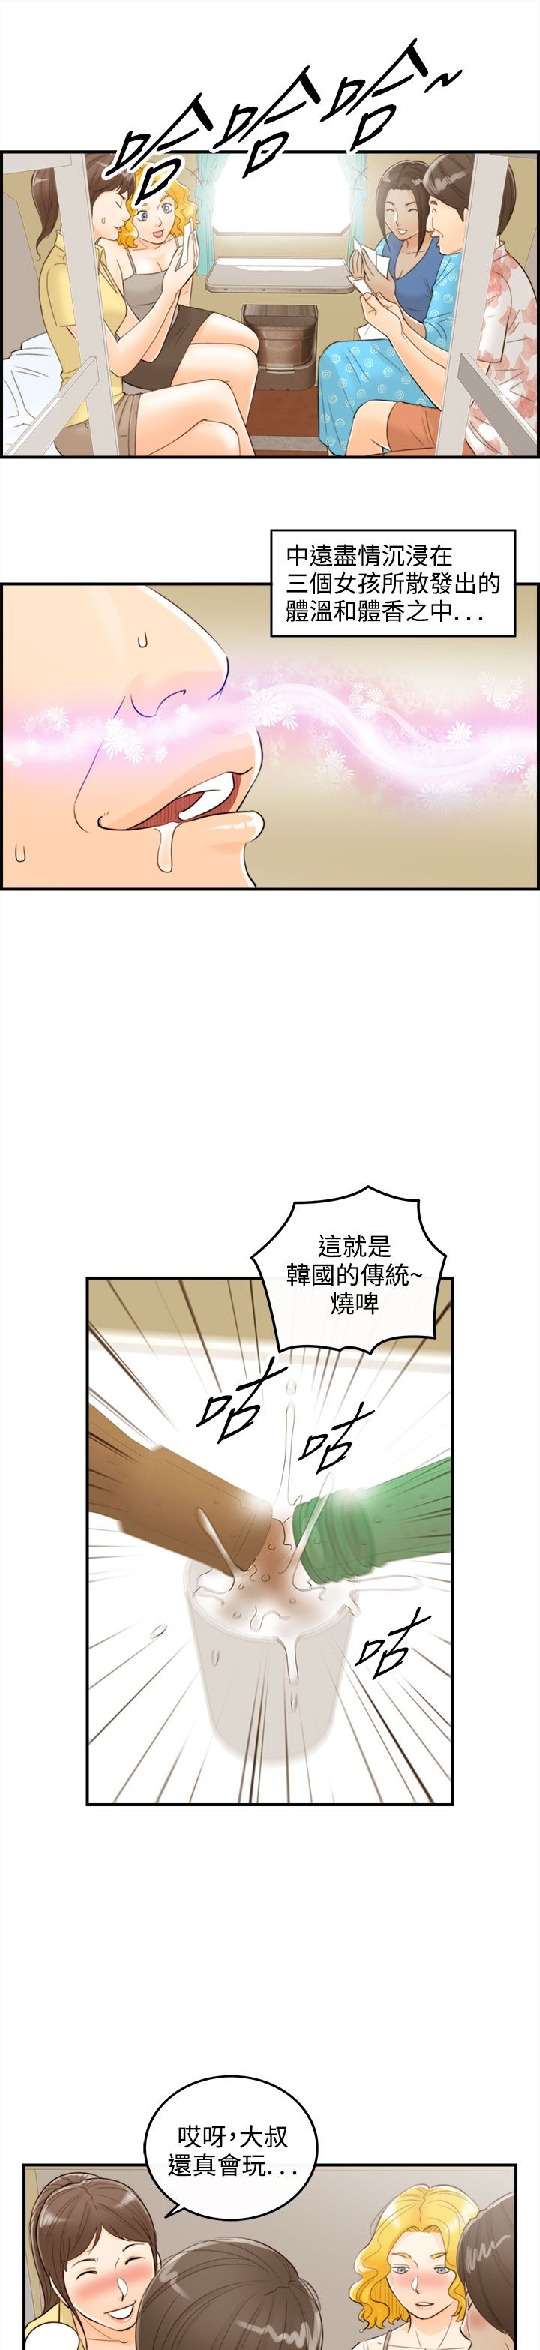 哈哈哈~
中遠盡情沉浸在
三個女孩所散發出的
體溫和體香之中...
這就是
韓國的傳統~
燒啤
咕
咕
咕
哎呀,大叔
還真會玩...